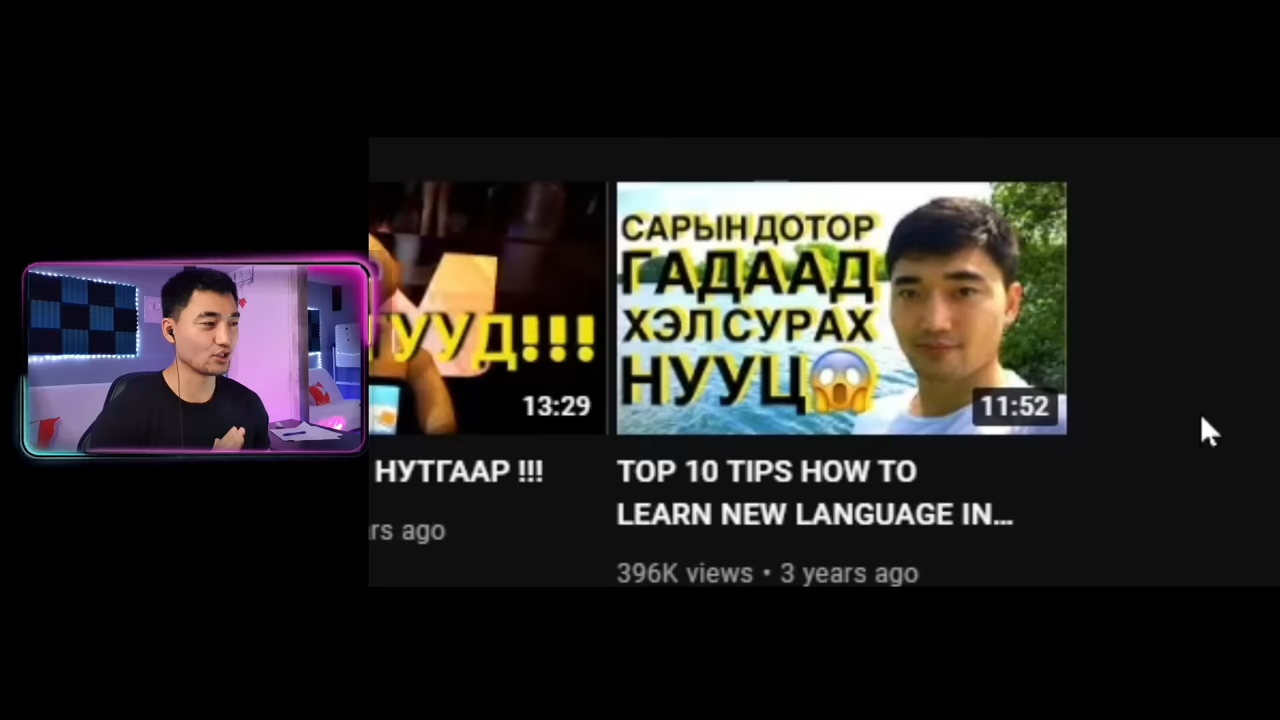 УУД!!!
13:29
НУТГААР !!!
ago
САРЫН ДОТОР
ГАДААД
ХЭЛ СУРАХ
НУУЦ😱
11:52
TOP 10 TIPS HOW TO
LEARN NEW LANGUAGE IN...
396K views • 3 years ago